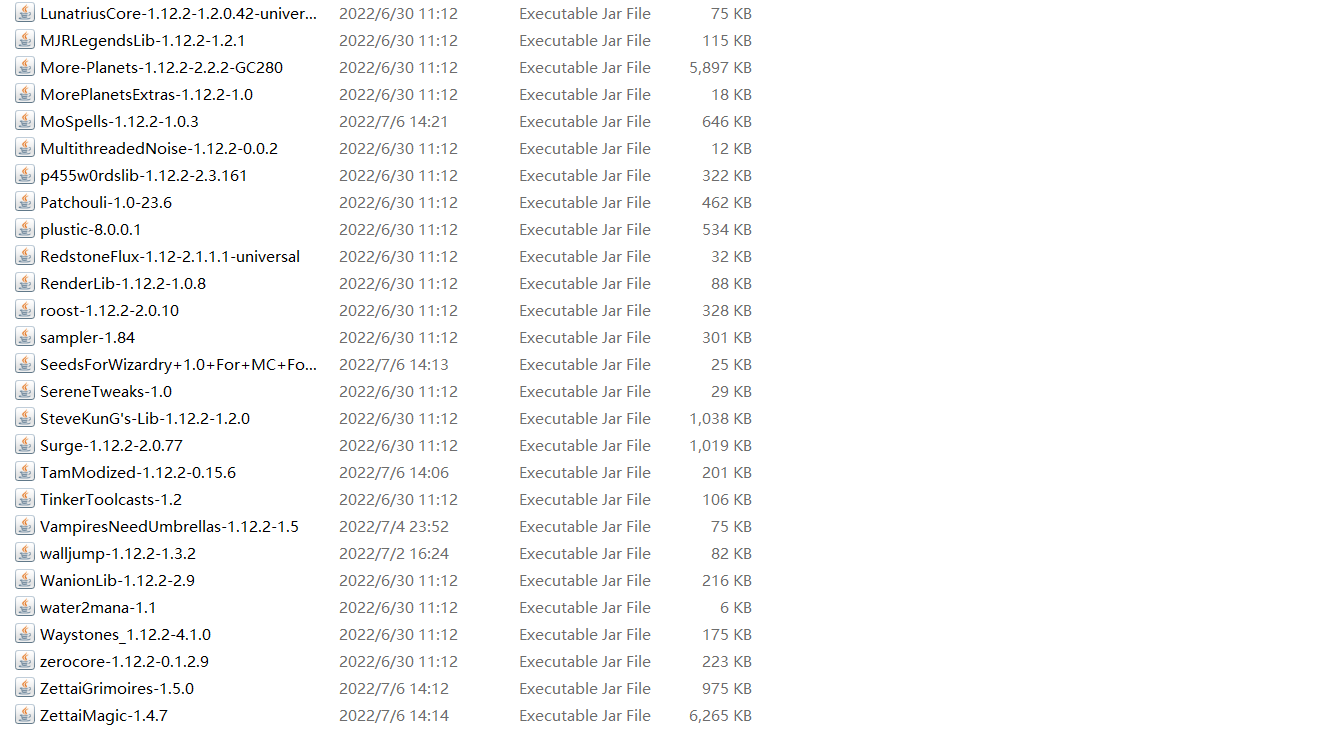 LunatriusCore-1.12.2-1.2.0.42-univer... 2022/6/30 11:12 Executable Jar File 75 KB
MJRLegendsLib-1.12.2-1.2.1 2022/6/30 11:12 Executable Jar File 115 KB
More-Planets-1.12.2-2.2.2-GC280 2022/6/30 11:12 Executable Jar File 5,897 KB
MorePlanetsExtras-1.12.2-1.0 2022/6/30 11:12 Executable Jar File 18 KB
MoSpells-1.12.2-1.0.3 2022/7/6 14:21 Executable Jar File 646 KB
MultithreadedNoise-1.12.2-0.0.2 2022/6/30 11:12 Executable Jar File 12 KB
p455w0rdslib-1.12.2-2.3.161 2022/6/30 11:12 Executable Jar File 322 KB
Patchouli-1.0-23.6 2022/6/30 11:12 Executable Jar File 462 KB
plustic-8.0.0.1 2022/6/30 11:12 Executable Jar File 534 KB
RedstoneFlux-1.12-2.1.1.1-universal 2022/6/30 11:12 Executable Jar File 32 KB
RenderLib-1.12.2-1.0.8 2022/6/30 11:12 Executable Jar File 88 KB
roost-1.12.2-2.0.10 2022/6/30 11:12 Executable Jar File 328 KB
sampler-1.84 2022/6/30 11:12 Executable Jar File 301 KB
SeedsForWizardry+1.0+For+MC+Fo... 2022/7/6 14:13 Executable Jar File 25 KB
SereneTweaks-1.0 2022/6/30 11:12 Executable Jar File 29 KB
SteveKunG's-Lib-1.12.2-1.2.0 2022/6/30 11:12 Executable Jar File 1,038 KB
Surge-1.12.2-2.0.77 2022/6/30 11:12 Executable Jar File 1,019 KB
TamModized-1.12.2-0.15.6 2022/7/6 14:06 Executable Jar File 201 KB
TinkerToolcasts-1.2 2022/6/30 11:12 Executable Jar File 106 KB
VampiresNeedUmbrellas-1.12.2-1.5 2022/7/4 23:52 Executable Jar File 75 KB
walljump-1.12.2-1.3.2 2022/7/2 16:24 Executable Jar File 82 KB
WanionLib-1.12.2-2.9 2022/6/30 11:12 Executable Jar File 216 KB
water2mana-1.1 2022/6/30 11:12 Executable Jar File 6 KB
Waystones_1.12.2-4.1.0 2022/6/30 11:12 Executable Jar File 175 KB
zerocore-1.12.2-0.1.2.9 2022/6/30 11:12 Executable Jar File 223 KB
ZettaiGrimoires-1.5.0 2022/7/6 14:12 Executable Jar File 975 KB
ZettaiMagic-1.4.7 2022/7/6 14:14 Executable Jar File 6,265 KB